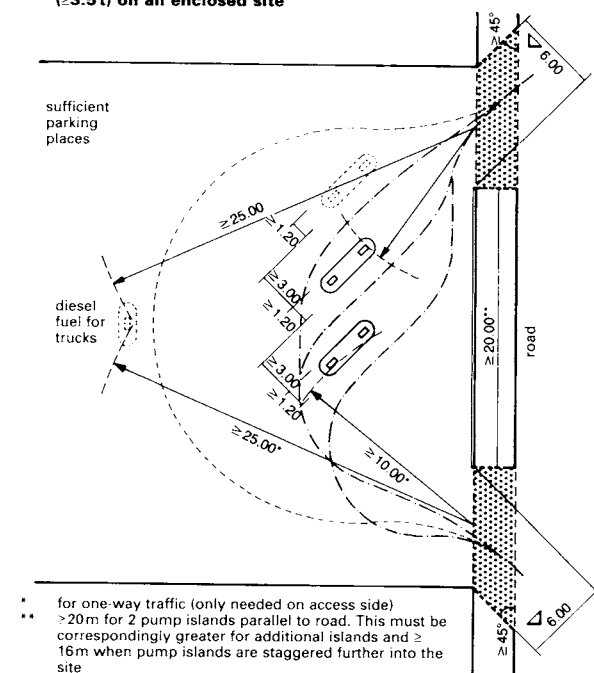 (≥3.5t) on an enclosed site
≥45°
6.00
sufficient
parking
places
≥25.00
≥1.20
≥3.00
≥1.20
diesel
fuel for
trucks
≥20.00**
road
≥3.00
≥1.20
≥25.00*
≥10.00*
* for one-way traffic (only needed on access side)
** ≥20m for 2 pump islands parallel to road. This must be
correspondingly greater for additional islands and ≥
16m when pump islands are staggered further into the
site
≥45°
6.00